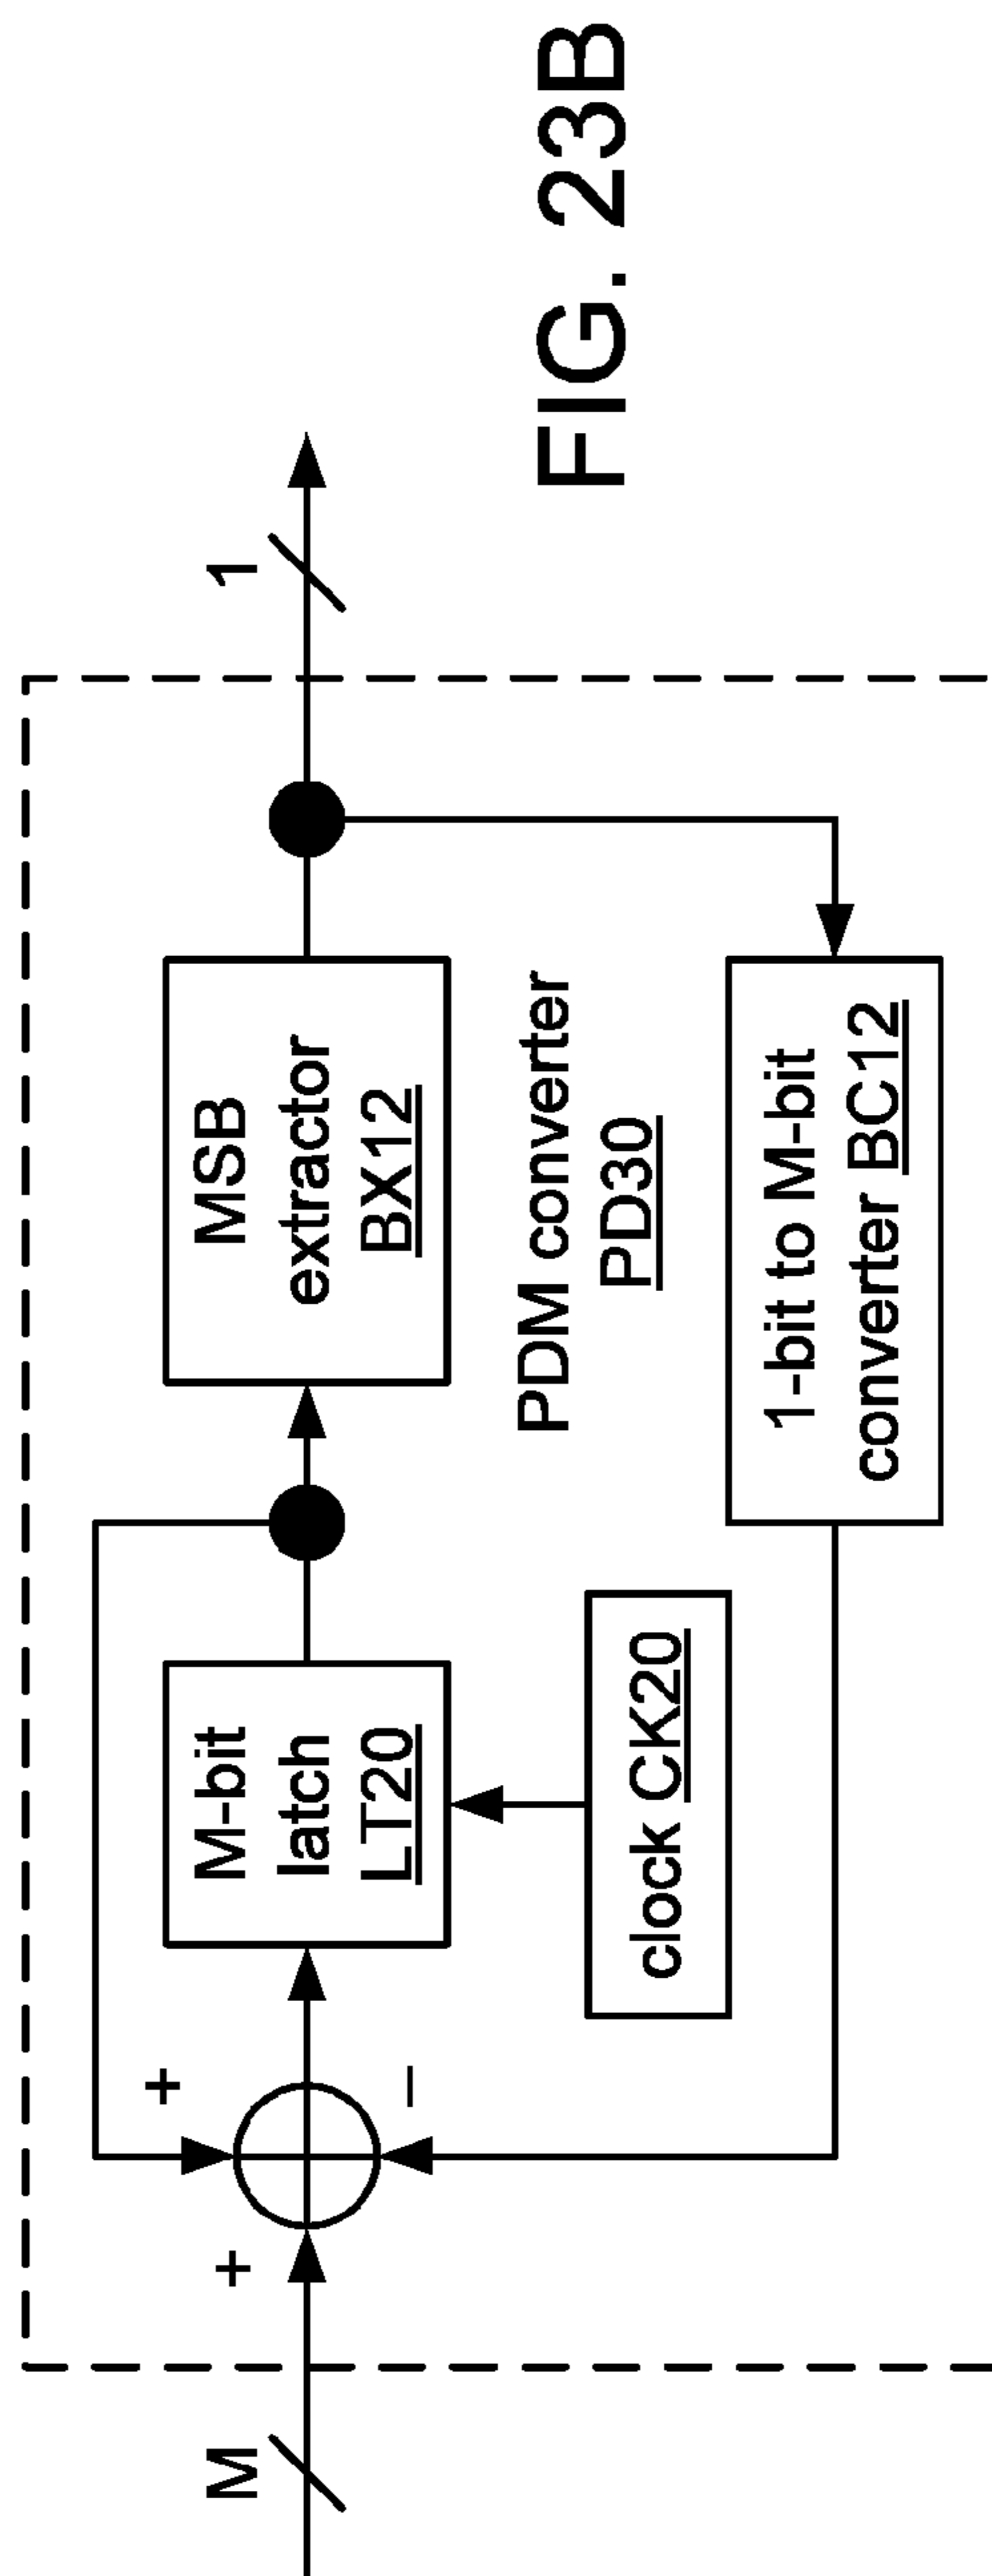 M
+
+
–
M-bit
latch
LT20
clock CK20
MSB
extractor
BX12
PDM converter
PD30
1-bit to M-bit
converter BC12
1
FIG. 23B